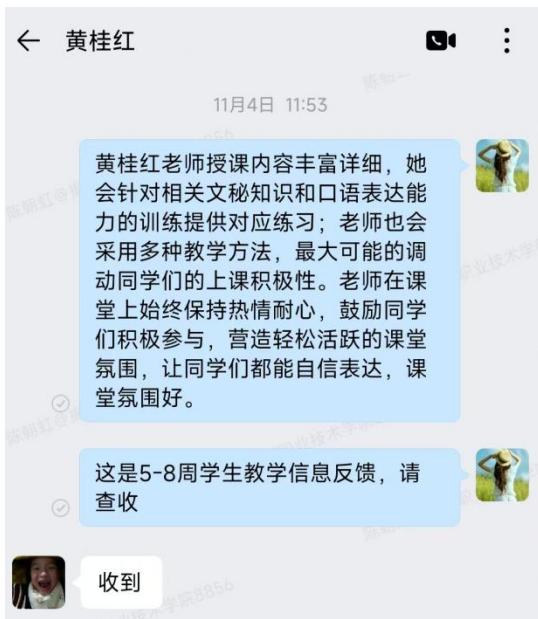 黄桂红
11月4日 11:53
黄桂红老师授课内容丰富详细，她
会针对相关文秘知识和口语表达能
力的训练提供对应练习；老师也会
采用多种教学方法，最大可能的调
动同学们的上课积极性。老师在课
堂上始终保持热情耐心，鼓励同学
们积极参与，营造轻松活跃的课堂
氛围，让同学们都能自信表达，课
堂氛围好。
这是5-8周学生教学信息反馈，请
查收
收到